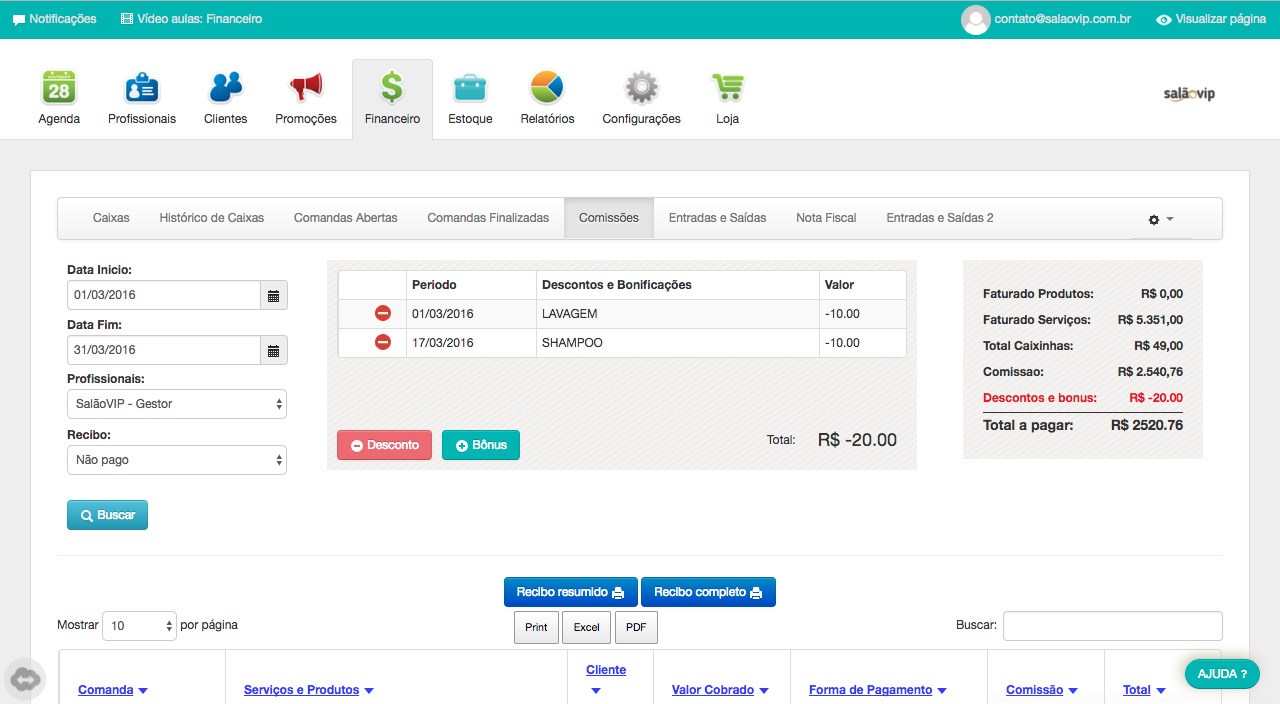 Notificações Vídeo aulas: Financeiro contato@salaovip.com.br Visualizar página
28
Agenda Profissionais Clientes Promoções Financeiro Estoque Relatórios Configurações Loja
salãovip
Caixas Histórico de Caixas Comandas Abertas Comandas Finalizadas Comissões Entradas e Saídas Nota Fiscal Entradas e Saídas 2
Data Inicio:
01/03/2016
Data Fim:
31/03/2016
Profissionais:
SalãoVIP - Gestor
Recibo:
Não pago
Buscar
Periodo Descontos e Bonificações Valor
01/03/2016 LAVAGEM -10.00
17/03/2016 SHAMPOO -10.00
Desconto Bônus Total: R$ -20.00
Faturado Produtos: R$ 0,00
Faturado Serviços: R$ 5.351,00
Total Caixinhas: R$ 49,00
Comissao: R$ 2.540,76
Descontos e bonus: R$ -20.00
Total a pagar: R$ 2520.76
Recibo resumido Recibo completo
Mostrar 10 por página
Print Excel PDF
Buscar:
Comanda Serviços e Produtos Cliente Valor Cobrado Forma de Pagamento Comissão Total
AJUDA ?